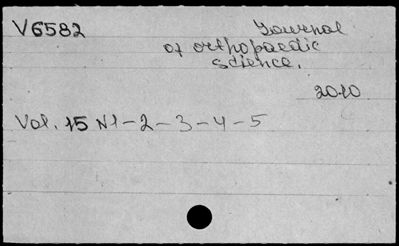 V6582 Journal
of orthopaedic
science.
2010
Vol. 15 N1-2-3-4-5